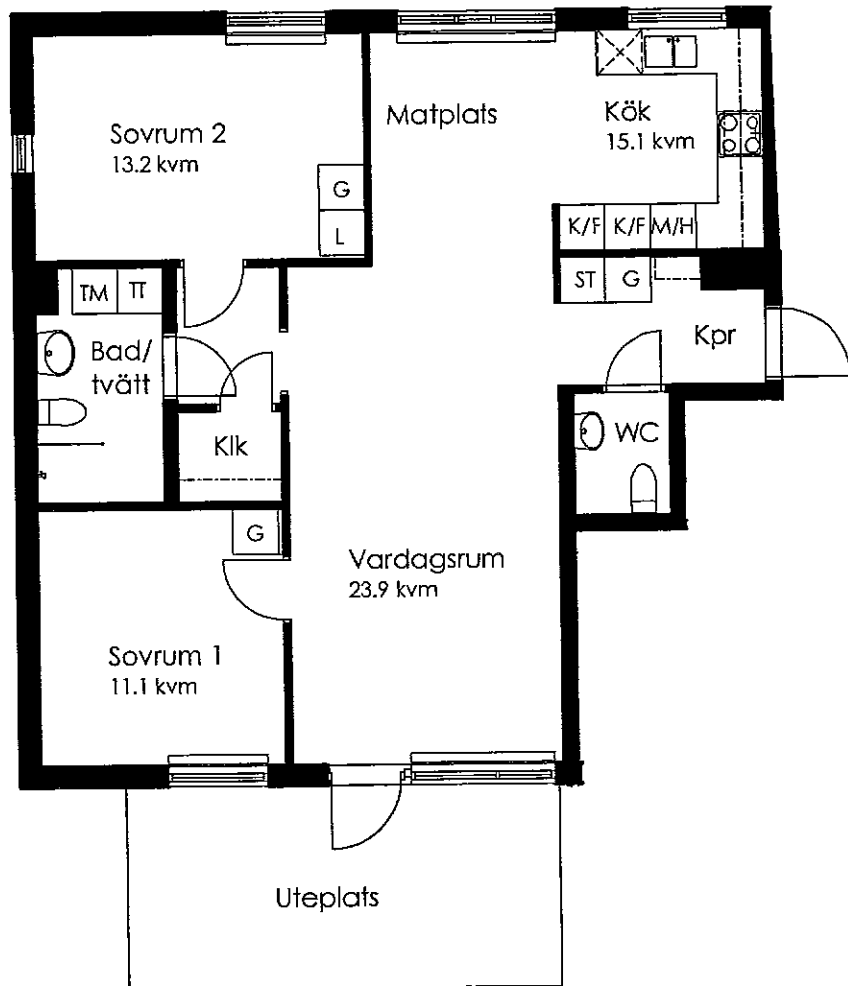 Sovrum 2
13.2 kvm
Matplats
Kök
15.1 kvm
G
L
K/F K/F M/H
ST G
TM TT
Bad/
tvätt
Kpr
Klk
WC
G
Vardagsrum
23.9 kvm
Sovrum 1
11.1 kvm
Uteplats